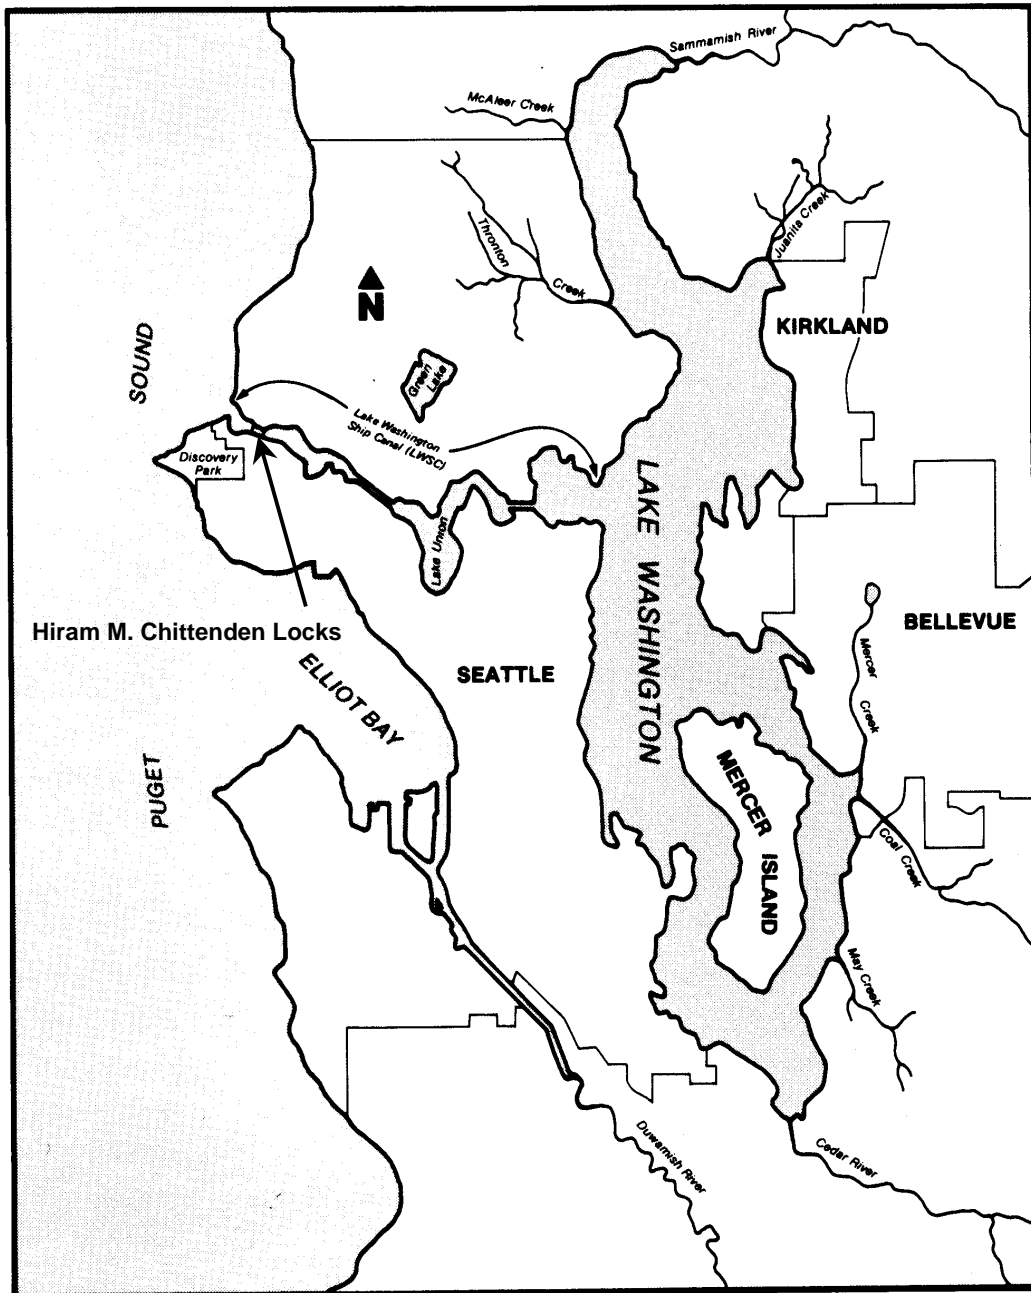 Sammamish River
McAleer Creek
Juanita Creek
Thronton
Creek
N
KIRKLAND
SOUND
Green
Lake
Lake Washington
Ship Canal (LWSC)
Discovery
Park
LAKE WASHINGTON
Lake Union
Hiram M. Chittenden Locks
BELLEVUE
Mercer
Creek
ELLIOT BAY
SEATTLE
PUGET
MERCER
ISLAND
Coal Creek
May Creek
Duwamish River
Cedar River